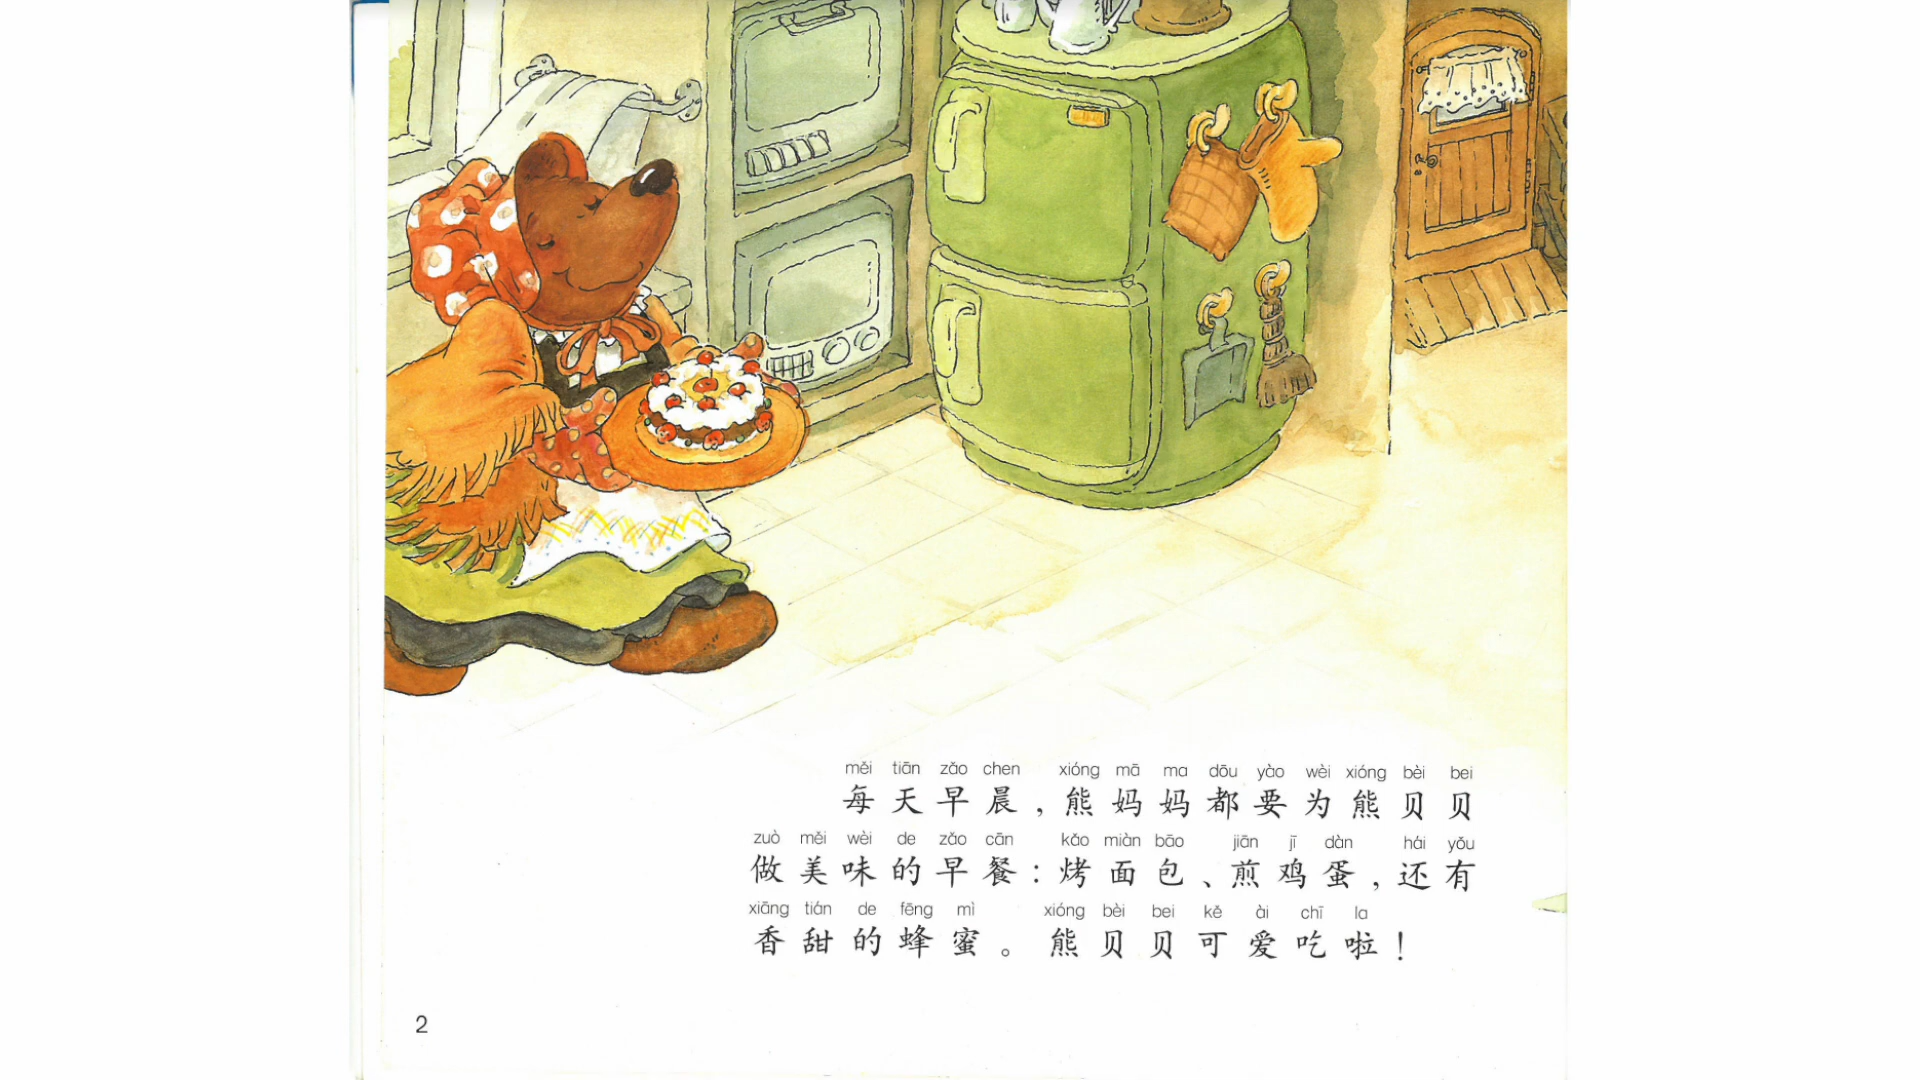 měi tiān zǎo chen xióng mā ma dōu yào wèi xióng bèi bei
每天早晨,熊妈妈都要为熊贝贝
zuò měi wèi de zǎo cān kǎo miàn bāo jiān jī dàn hái yǒu
做美味的早餐:烤面包、煎鸡蛋,还有
xiāng tián de fēng mì xióng bèi bei kě ài chī la
香甜的蜂蜜。熊贝贝可爱吃啦!
2